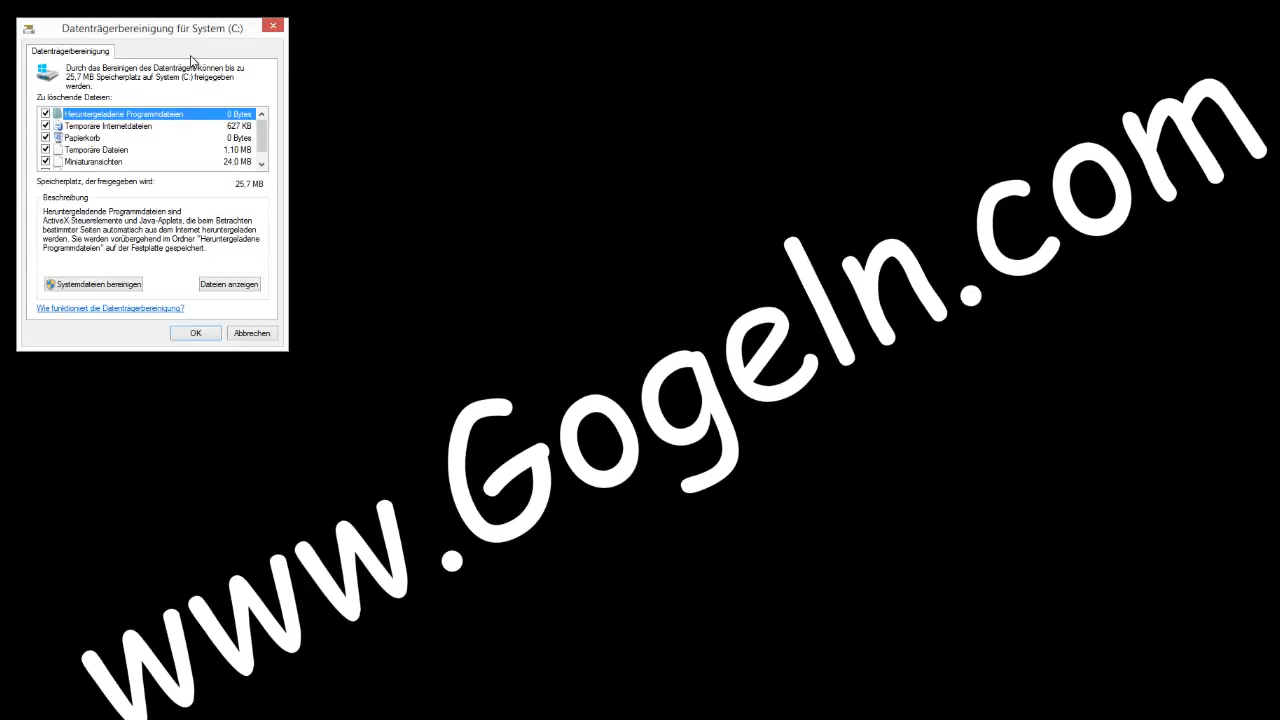 Datenträgerbereinigung für System (C:)
Datenträgerbereinigung
Durch das Bereinigen des Datenträgers können bis zu
25,7 MB Speicherplatz auf System (C:) freigegeben
werden.
Zu löschende Dateien:
Heruntergeladene Programmdateien 0 Bytes
Temporäre Internetdateien 627 KB
Papierkorb 0 Bytes
Temporäre Dateien 1,10 MB
Miniaturansichten 24,0 MB
Speicherplatz, der freigegeben wird: 25,7 MB
Beschreibung
Heruntergeladende Programmdateien sind
ActiveX-Steuerelemente und Java-Applets, die beim Betrachten
bestimmter Seiten automatisch aus dem Internet heruntergeladen
werden. Sie werden vorübergehend im Ordner "Heruntergeladene
Programmdateien" auf der Festplatte gespeichert.
Systemdateien bereinigen Dateien anzeigen
Wie funktioniert die Datenträgerbereinigung?
OK Abbrechen
www.Gogeln.com